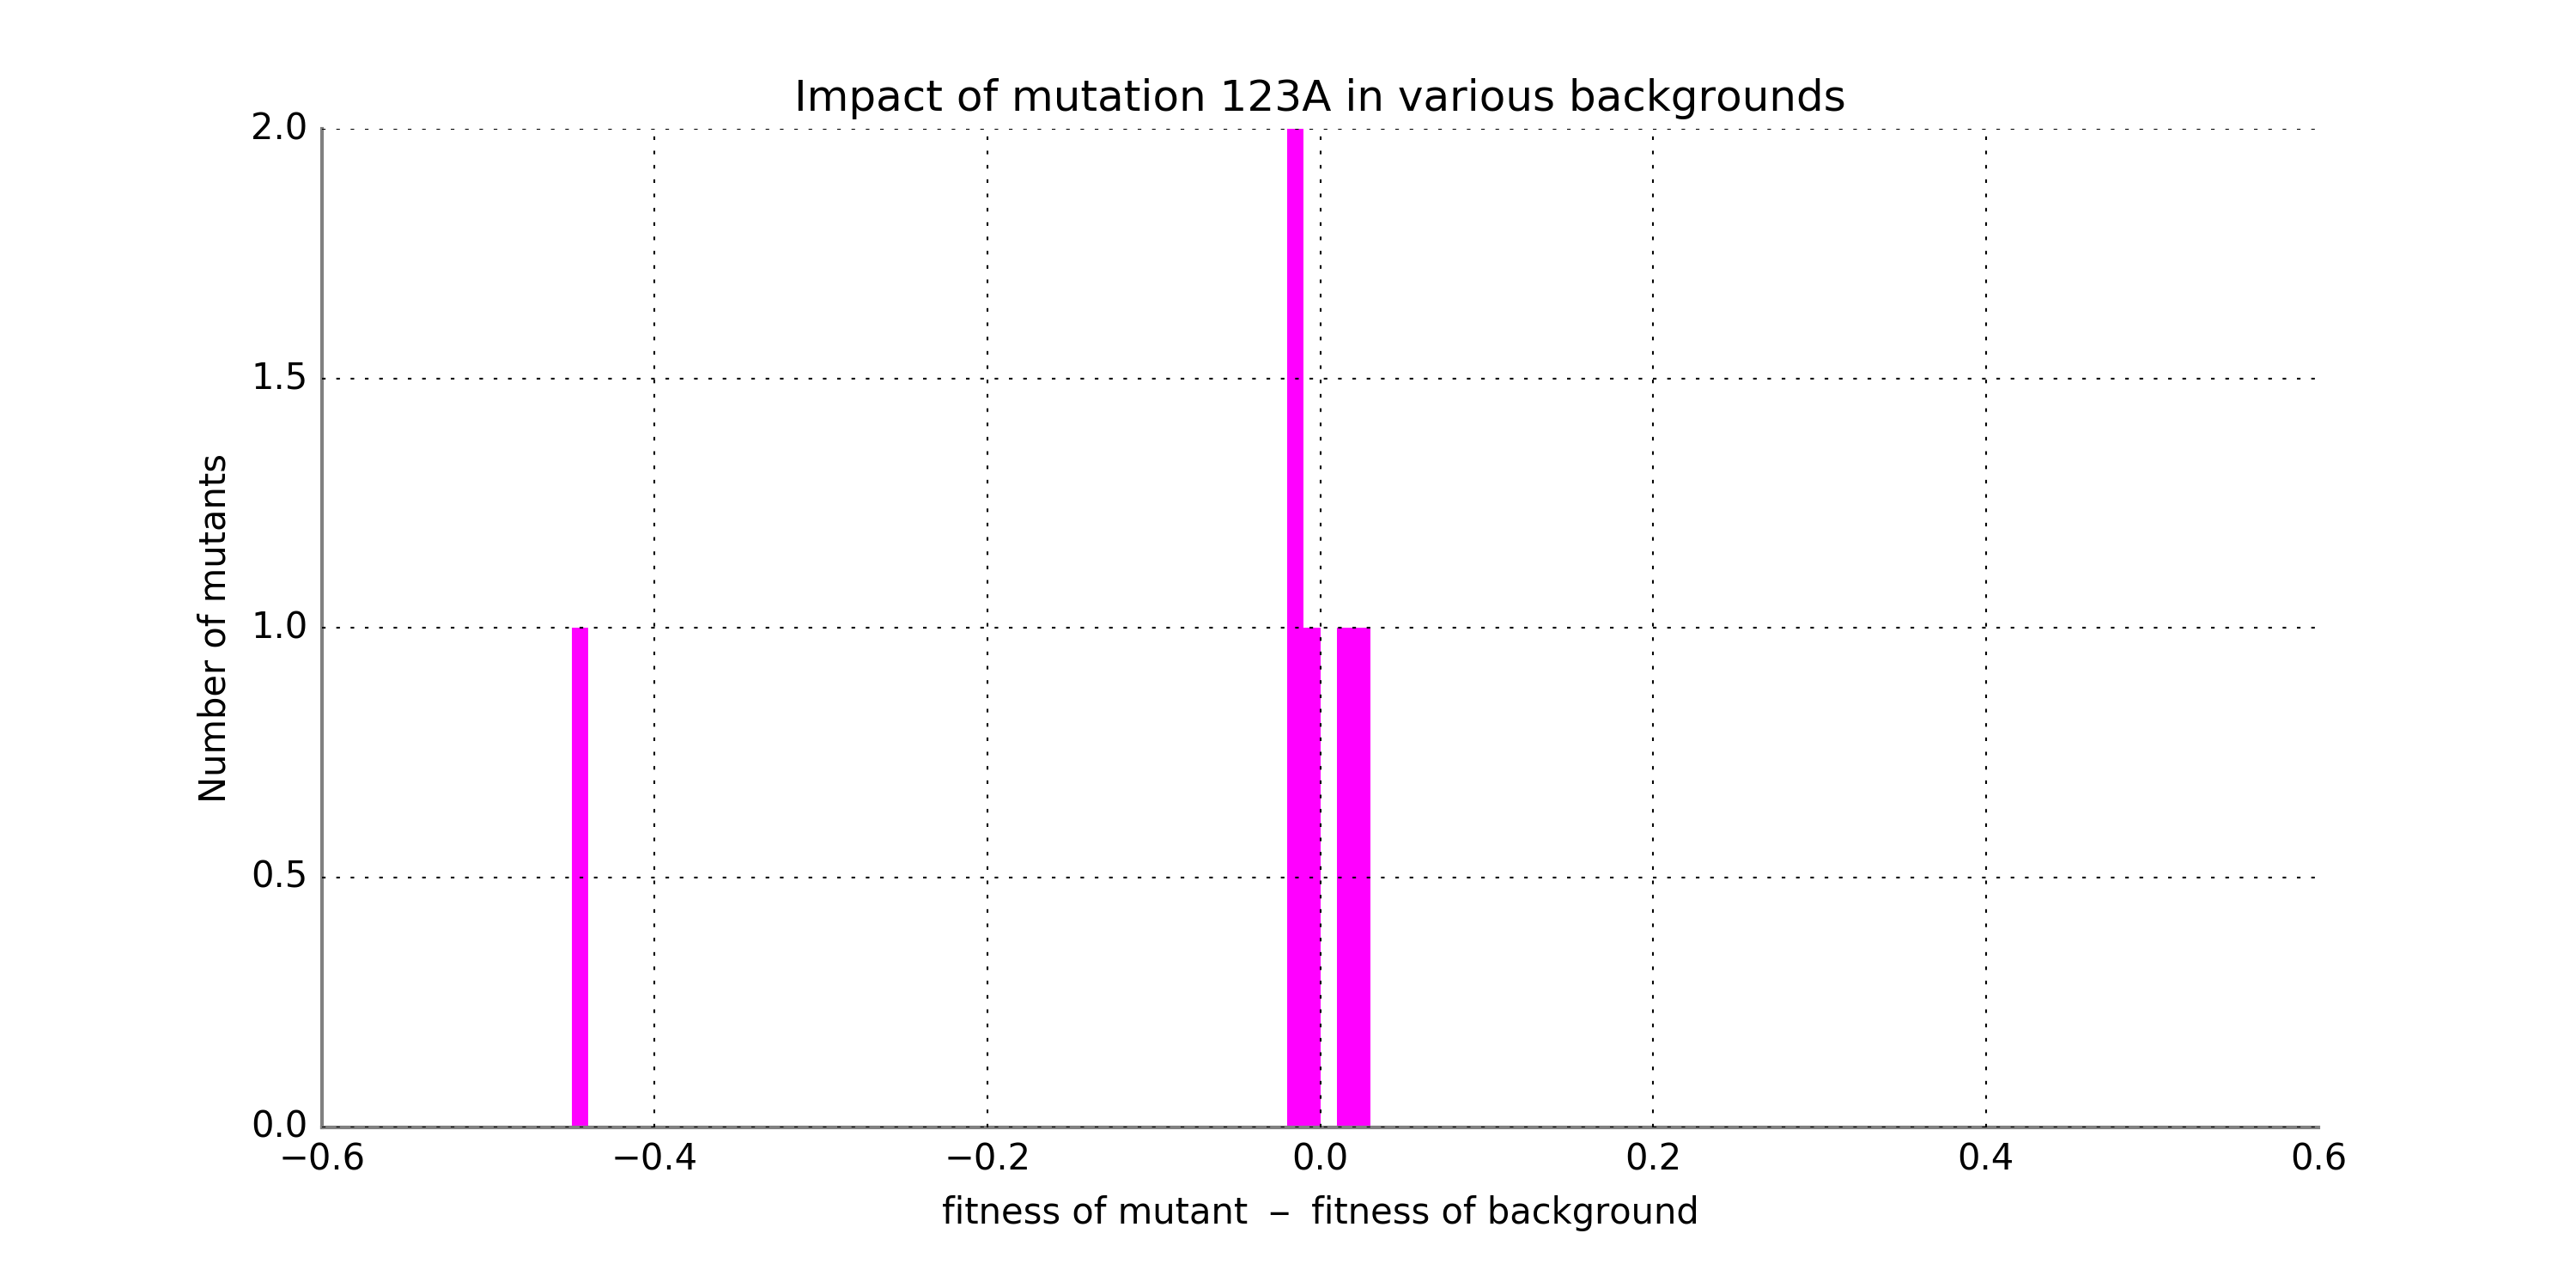 Impact of mutation 123A in various backgrounds
2.0
1.5
1.0
0.5
0.0
Number of mutants
−0.6 −0.4 −0.2 0.0 0.2 0.4 0.6
fitness of mutant − fitness of background